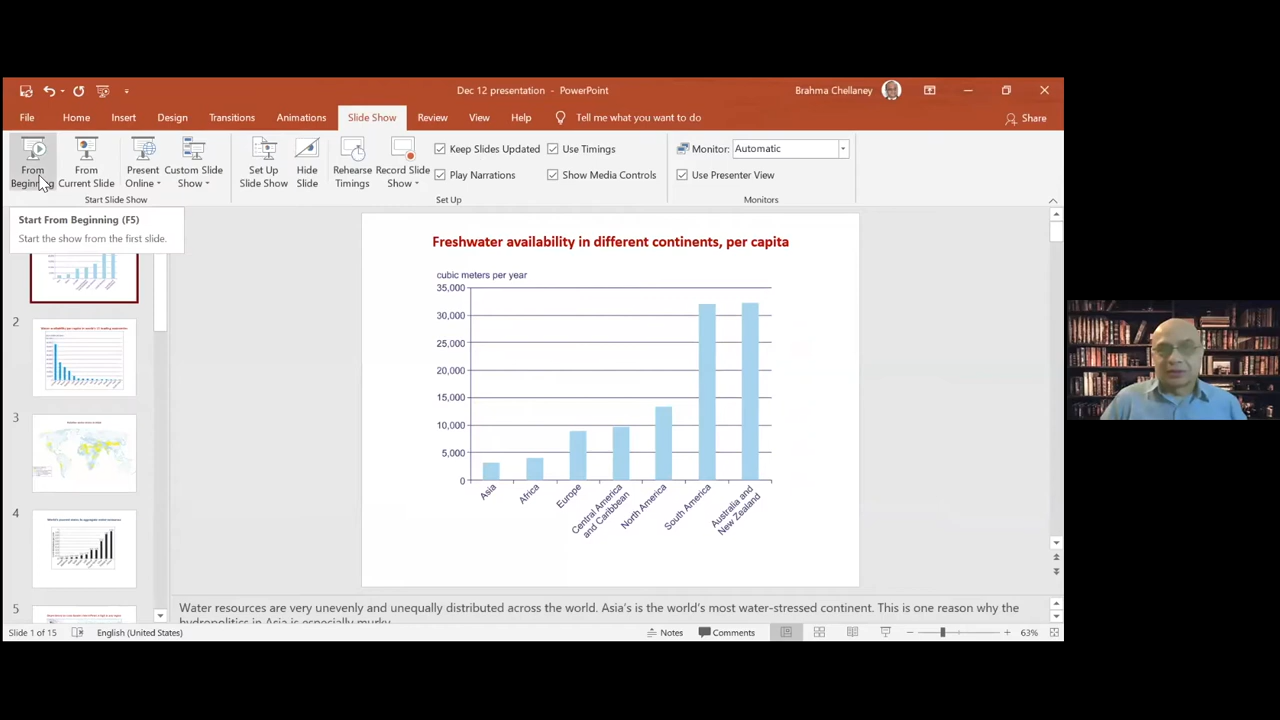 Dec 12 presentation - PowerPoint
Brahma Chellaney
File Home Insert Design Transitions Animations Slide Show Review View Help Tell me what you want to do Share
From Beginning
From Current Slide
Present Online
Custom Slide Show
Set Up Slide Show
Hide Slide
Rehearse Timings
Record Slide Show
Keep Slides Updated
Play Narrations
Use Timings
Show Media Controls
Monitor: Automatic
Use Presenter View
Start Slide Show
Set Up
Monitors
Start From Beginning (F5)
Start the show from the first slide.
2
3
4
5
Freshwater availability in different continents, per capita
cubic meters per year
35,000
30,000
25,000
20,000
15,000
10,000
5,000
0
Asia
Africa
Europe
Central America
and Caribbean
North America
South America
Australia and
New Zealand
Water resources are very unevenly and unequally distributed across the world. Asia's is the world's most water-stressed continent. This is one reason why the
hydropolitics in Asia is especially murky.
Slide 1 of 15 English (United States) Notes Comments 63%